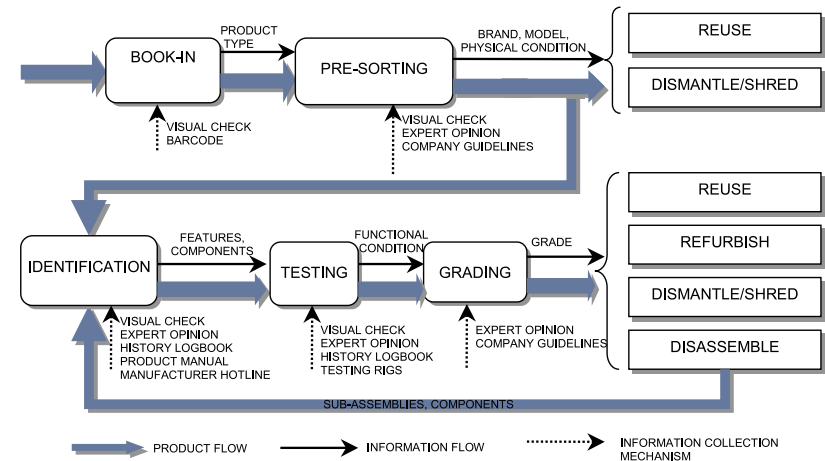 PRODUCT
TYPE
BRAND, MODEL,
PHYSICAL CONDITION
BOOK-IN
PRE-SORTING
REUSE
DISMANTLE/SHRED
VISUAL CHECK
BARCODE
VISUAL CHECK
EXPERT OPINION
COMPANY GUIDELINES
REUSE
FEATURES,
COMPONENTS
FUNCTIONAL
CONDITION
GRADE
REFURBISH
IDENTIFICATION
TESTING
GRADING
DISMANTLE/SHRED
DISASSEMBLE
VISUAL CHECK
EXPERT OPINION
HISTORY LOGBOOK
PRODUCT MANUAL
MANUFACTURER HOTLINE
VISUAL CHECK
EXPERT OPINION
HISTORY LOGBOOK
TESTING RIGS
EXPERT OPINION
COMPANY GUIDELINES
SUB-ASSEMBLIES, COMPONENTS
PRODUCT FLOW
INFORMATION FLOW
INFORMATION COLLECTION
MECHANISM